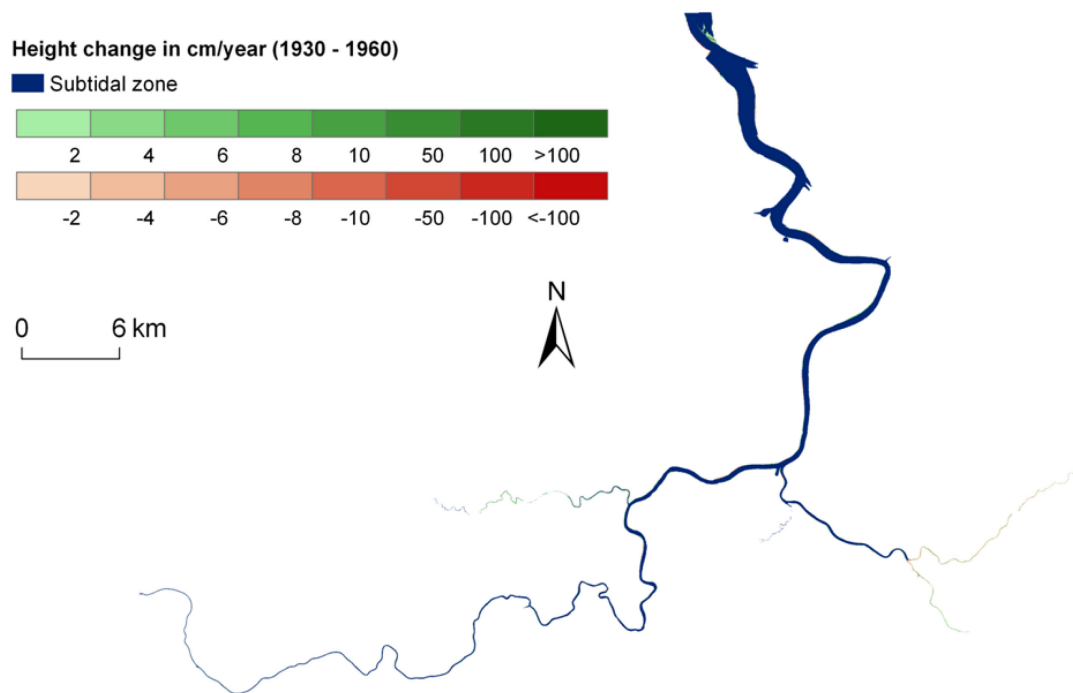 Height change in cm/year (1930 - 1960)
Subtidal zone
2 4 6 8 10 50 100 >100
-2 -4 -6 -8 -10 -50 -100 <-100
N
0 6 km